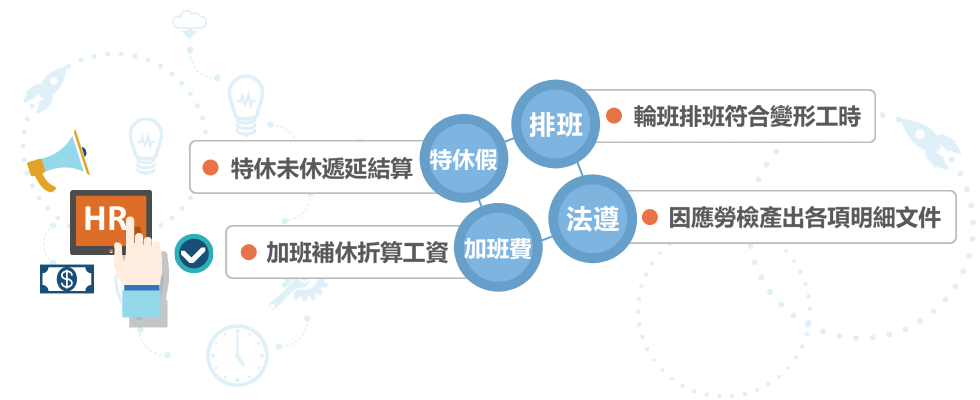 排班
輪班排班符合變形工時
特休未休遞延結算
特休假
HR
法遵
因應勞檢產出各項明細文件
加班補休折算工資
加班費
$